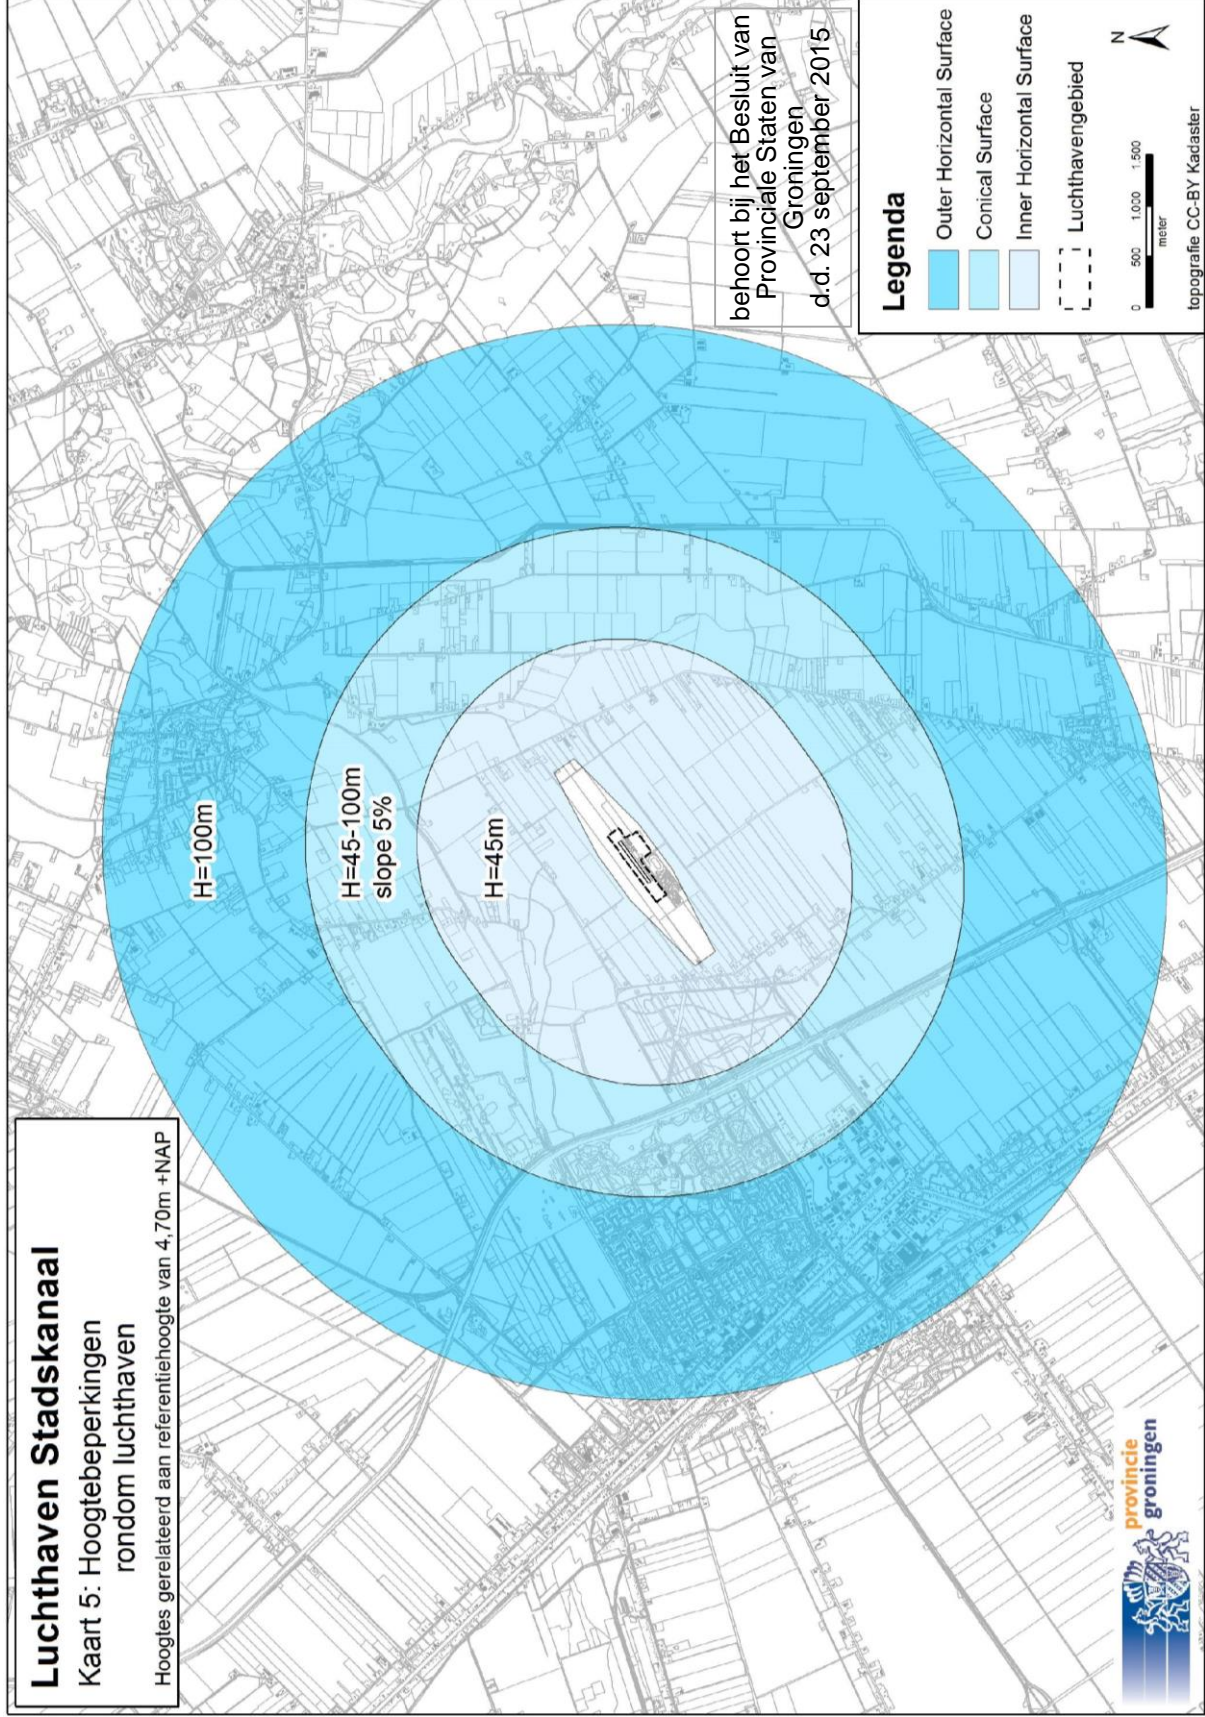 Luchthaven Stadskanaal
Kaart 5: Hoogtebeperkingen
rondom luchthaven
Hoogtes gerelateerd aan referentiehoogte van 4,70m +NAP
H=100m
H=45-100m
slope 5%
H=45m
behoort bij het Besluit van
Provinciale Staten van
Groningen
d.d. 23 september 2015
Legenda
Outer Horizontal Surface
Conical Surface
Inner Horizontal Surface
Luchthavengebied
N
0 500 1.000 1.500
meter
topografie CC-BY Kadaster
provincie
groningen